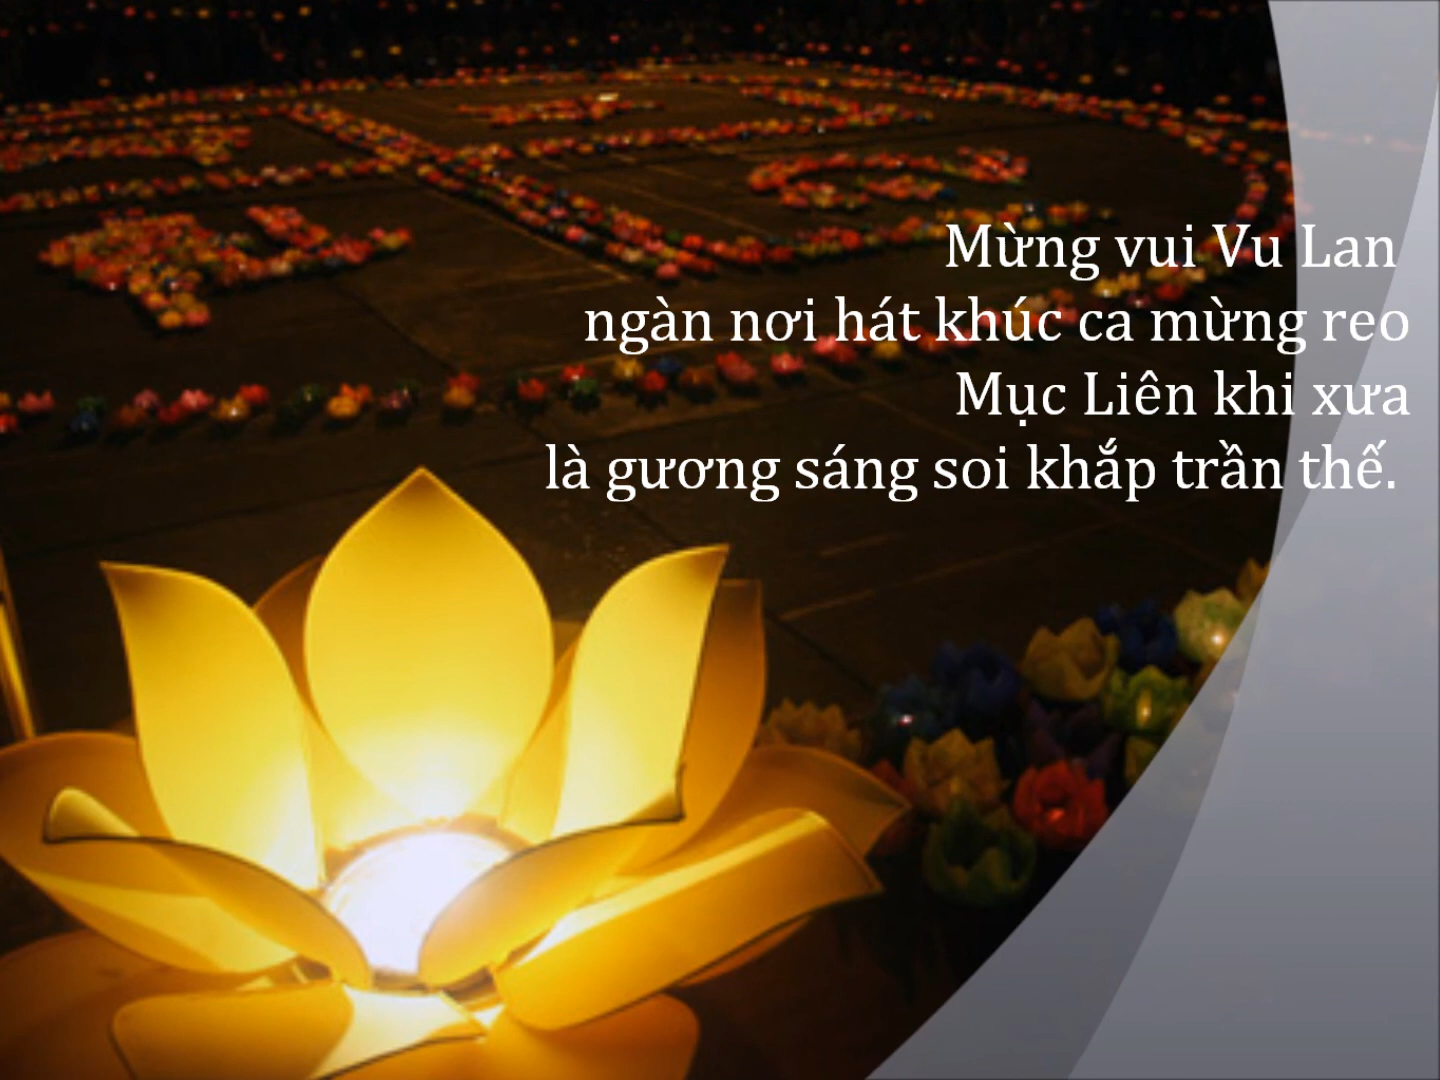 Mừng vui Vu Lan
ngàn nơi hát khúc ca mừng reo
Mục Liên khi xưa
là gương sáng soi khắp trần thế.